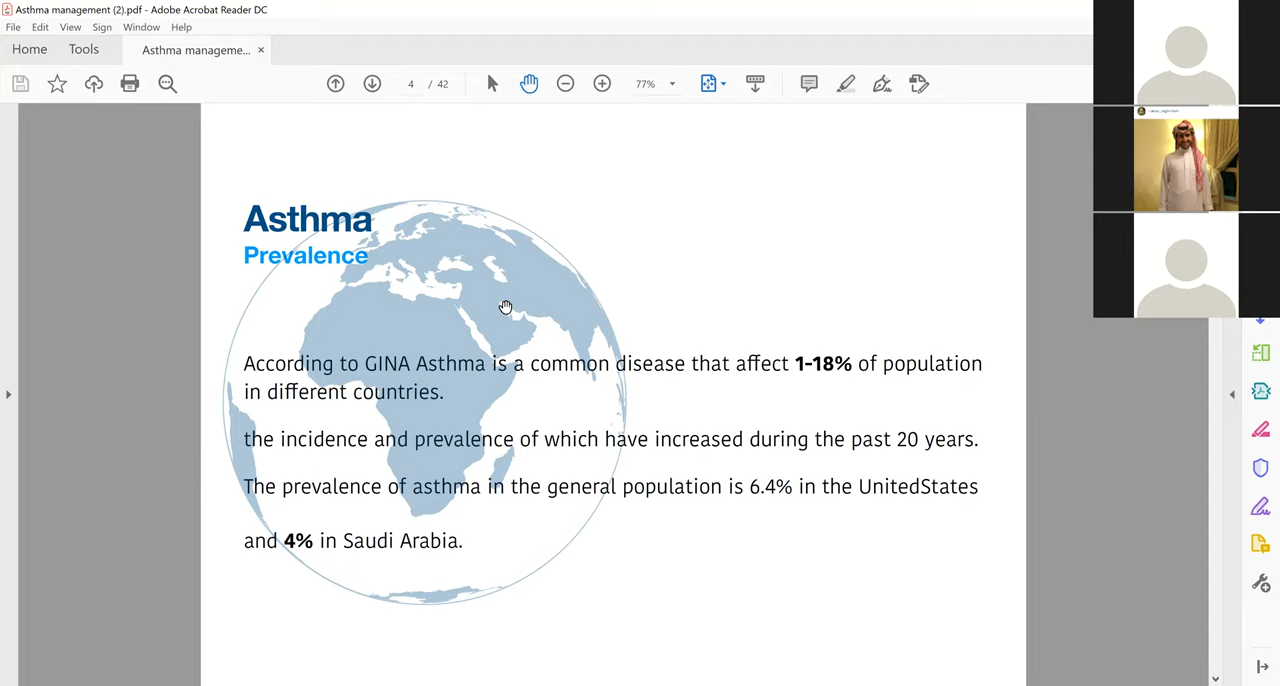 Asthma management (2).pdf - Adobe Acrobat Reader DC
File Edit View Sign Window Help
Home Tools Asthma manageme... ×
4 / 42 77%
Asthma
Prevalence
According to GINA Asthma is a common disease that affect 1-18% of population
in different countries.
the incidence and prevalence of which have increased during the past 20 years.
The prevalence of asthma in the general population is 6.4% in the UnitedStates
and 4% in Saudi Arabia.